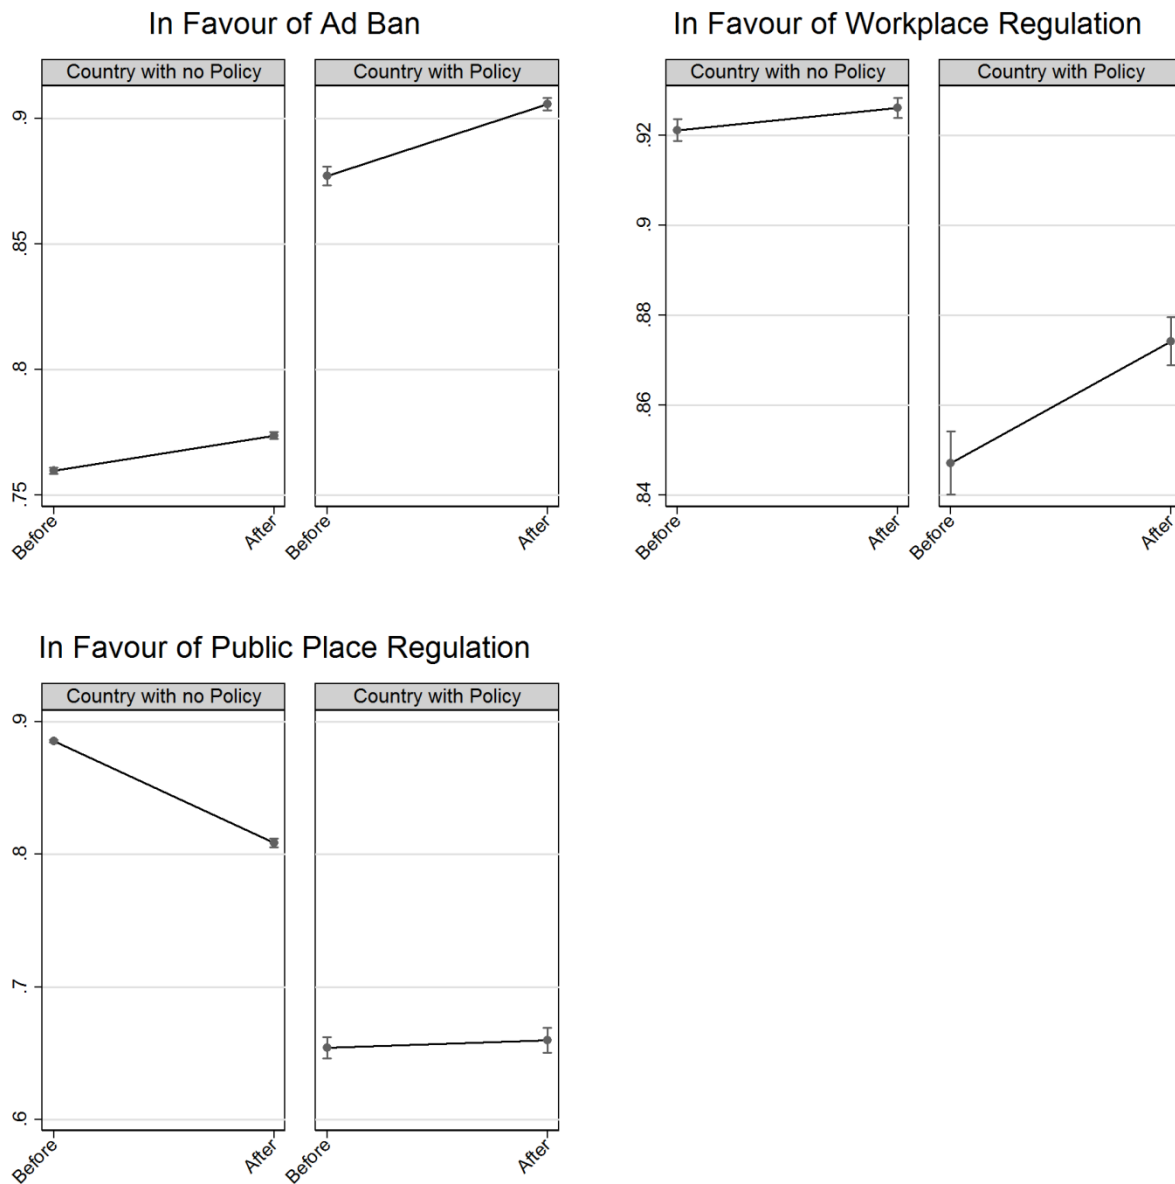 In Favour of Ad Ban
Country with no Policy
Country with Policy
.9
.85
.8
.75
Before
After
Before
After
In Favour of Workplace Regulation
Country with no Policy
Country with Policy
.92
.9
.88
.86
.84
Before
After
Before
After
In Favour of Public Place Regulation
Country with no Policy
Country with Policy
.9
.8
.7
.6
Before
After
Before
After